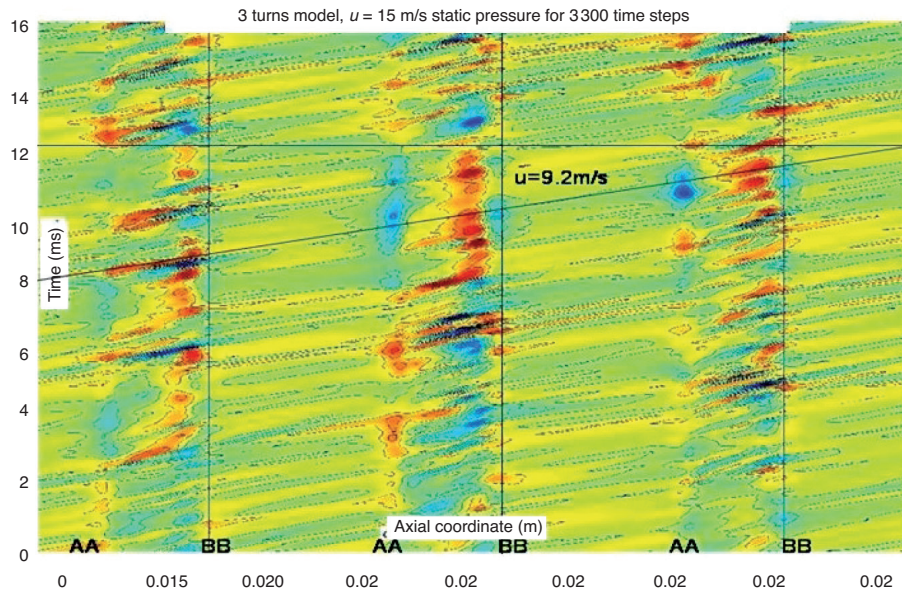 3 turns model, u = 15 m/s static pressure for 3 300 time steps
16
14
12
u=9.2m/s
10
Time (ms)
8
6
4
2
Axial coordinate (m)
0
AA BB AA BB AA BB
0 0.015 0.020 0.02 0.02 0.02 0.02 0.02 0.02